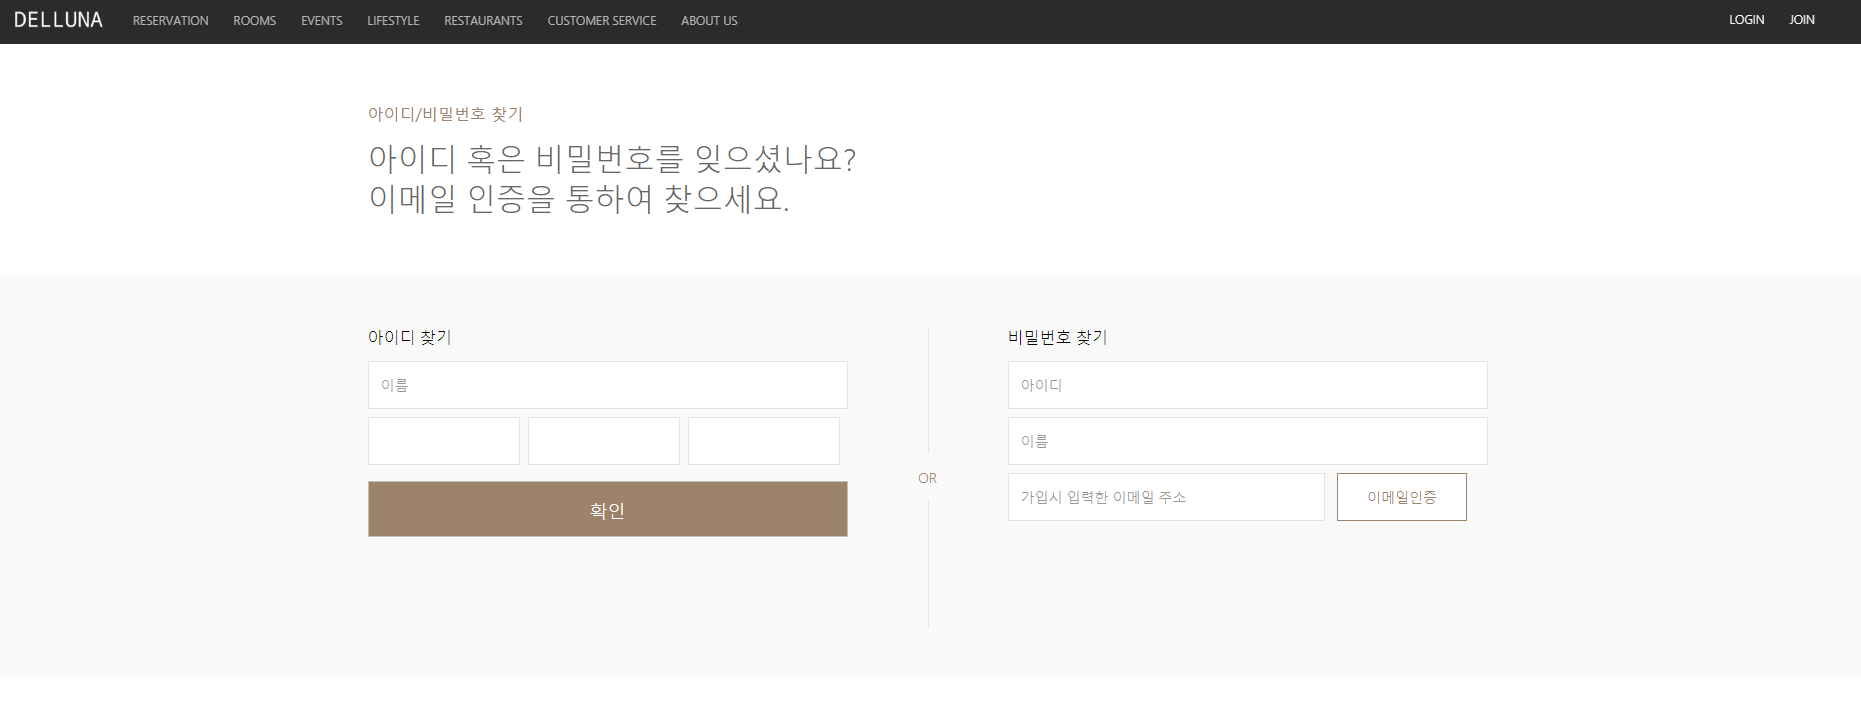 DELLUNA RESERVATION ROOMS EVENTS LIFESTYLE RESTAURANTS CUSTOMER SERVICE ABOUT US LOGIN JOIN
아이디/비밀번호 찾기
아이디 혹은 비밀번호를 잊으셨나요?
이메일 인증을 통하여 찾으세요.
아이디 찾기
이름
확인
OR
비밀번호 찾기
아이디
이름
가입시 입력한 이메일 주소 이메일인증